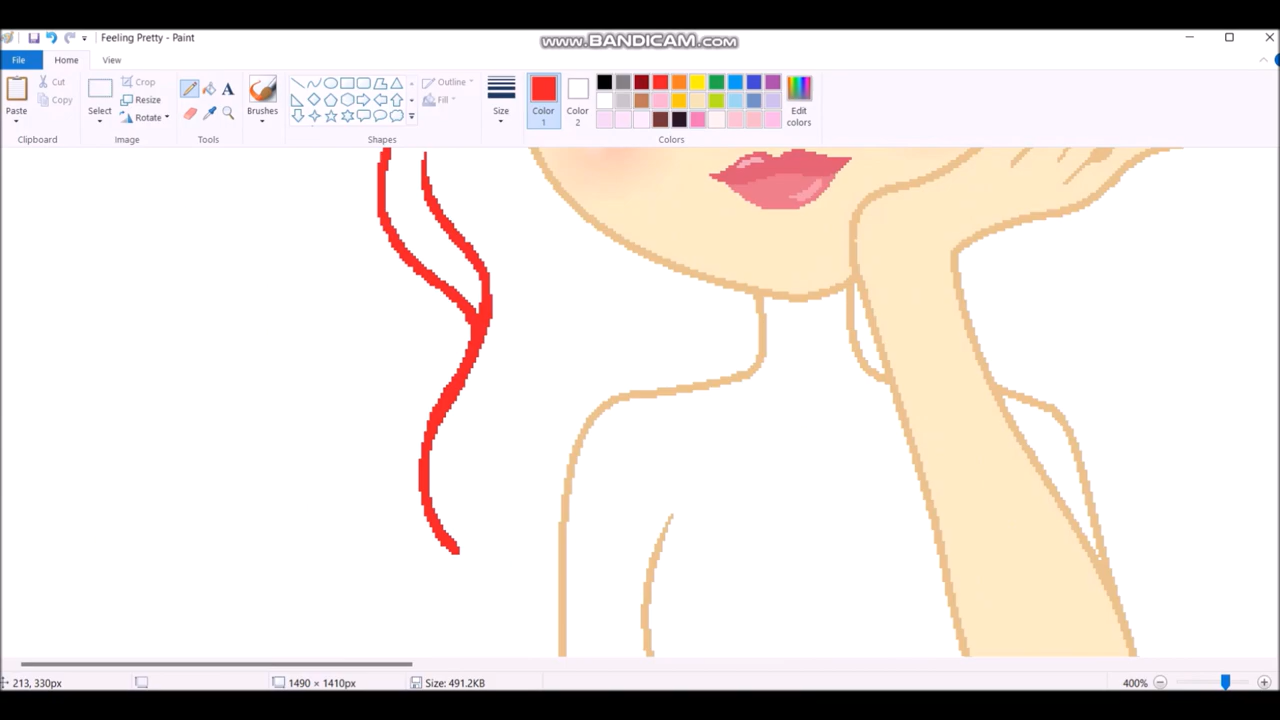 www.BANDICAM.com
Feeling Pretty - Paint
File Home View
Paste Cut Copy Clipboard
Select Crop Resize Rotate Image
A Tools
Brushes
Outline Fill Shapes
Size
Color 1 Color 2 Edit colors Colors
213, 330px 1490 × 1410px Size: 491.2KB 400%